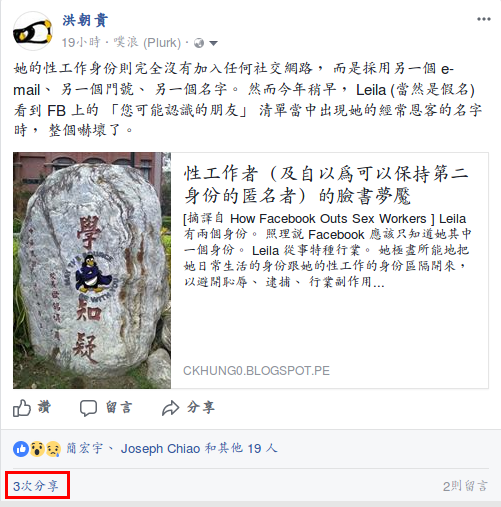 洪朝貴
19小時 · 噗浪 (Plurk) ·
她的性工作身份則完全沒有加入任何社交網路， 而是採用另一個 e-
mail、 另一個門號、 另一個名字。 然而今年稍早， Leila (當然是假名)
看到 FB 上的 「您可能認識的朋友」 清單當中出現她的經常恩客的名字
時， 整個嚇壞了。
性工作者（及自以為可以保持第二
身份的匿名者）的臉書夢魘
[摘譯自 How Facebook Outs Sex Workers ] Leila
有兩個身份。 照理說 Facebook 應該只知道她其中
一個身份。 Leila 從事特種行業。 她極盡所能地把
她日常生活的身份跟她的性工作的身份區隔開來，
以避開恥辱、 逮捕、 行業副作用...
CKHUNG0.BLOGSPOT.PE
學
知
疑
讚 留言 分享
簡宏宇、 Joseph Chiao 和其他 19 人
3次分享 2則留言